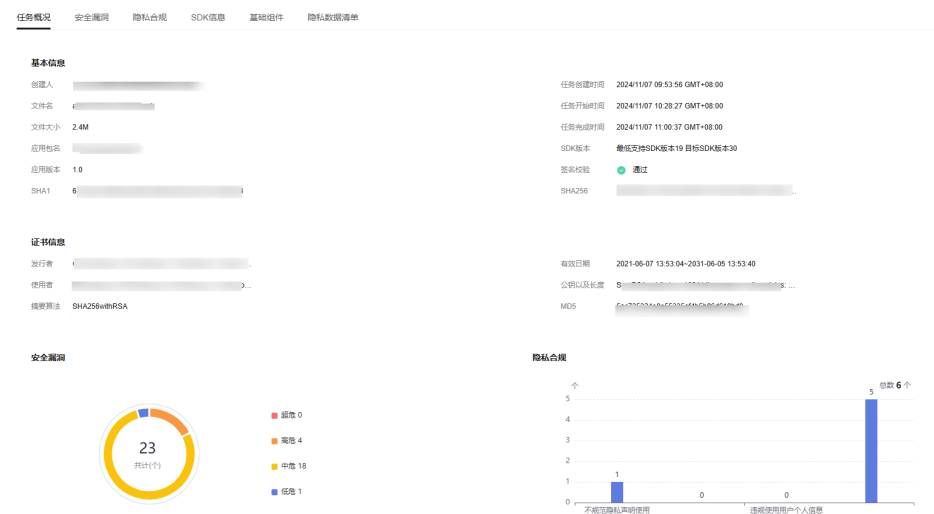 任务概况 安全漏洞 隐私合规 SDK信息 基础组件 隐私数据清单
基本信息
创建人
任务创建时间 2024/11/07 09:53:56 GMT+08:00
文件名
任务开始时间 2024/11/07 10:28:27 GMT+08:00
文件大小 2.4M
任务完成时间 2024/11/07 11:00:37 GMT+08:00
应用包名
SDK版本 最低支持SDK版本19 目标SDK版本30
应用版本 1.0
签名校验 通过
SHA1 6
SHA256 ...
证书信息
发行者
有效日期 2021-06-07 13:53:04~2031-06-05 13:53:40
使用者 ...
公钥以及长度 S ...
摘要算法 SHA256withRSA
MD5
安全漏洞
隐私合规
23
共计(个)
超危 0
高危 4
中危 18
低危 1
个
总数 6 个
5
4
3
2
1
0
1
0
0
5
不规范隐私声明使用
违规使用用户个人信息